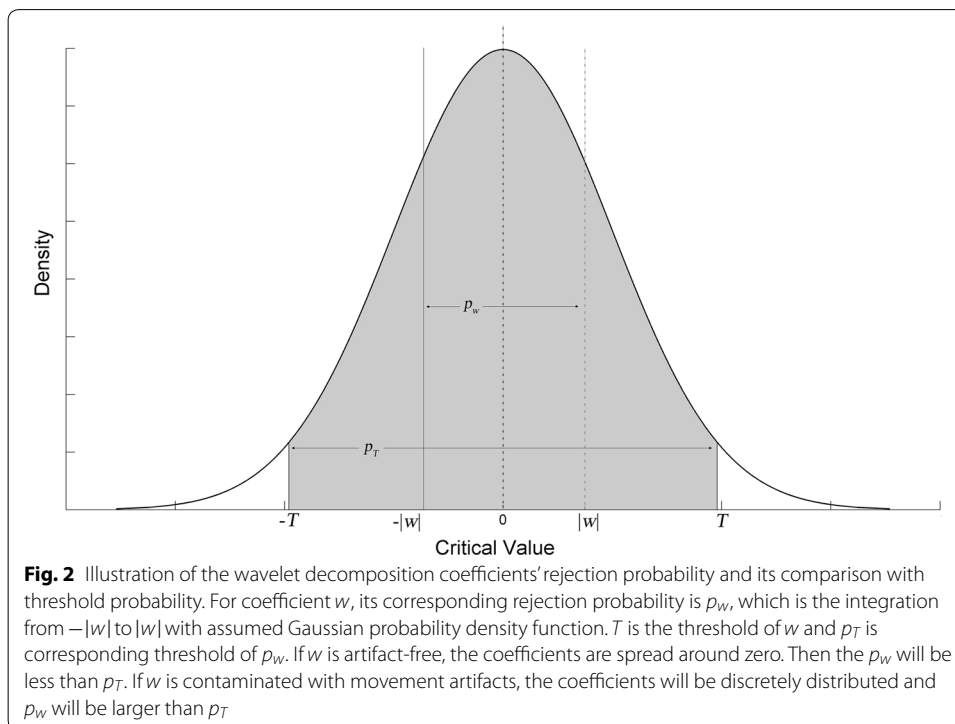 Density
p_w
p_T
-T -|w| 0 |w| T
Critical Value
Fig. 2 Illustration of the wavelet decomposition coefficients' rejection probability and its comparison with
threshold probability. For coefficient w, its corresponding rejection probability is p_w, which is the integration
from −|w| to |w| with assumed Gaussian probability density function. T is the threshold of w and p_T is
corresponding threshold of p_w. If w is artifact-free, the coefficients are spread around zero. Then the p_w will be
less than p_T. If w is contaminated with movement artifacts, the coefficients will be discretely distributed and
p_w will be larger than p_T